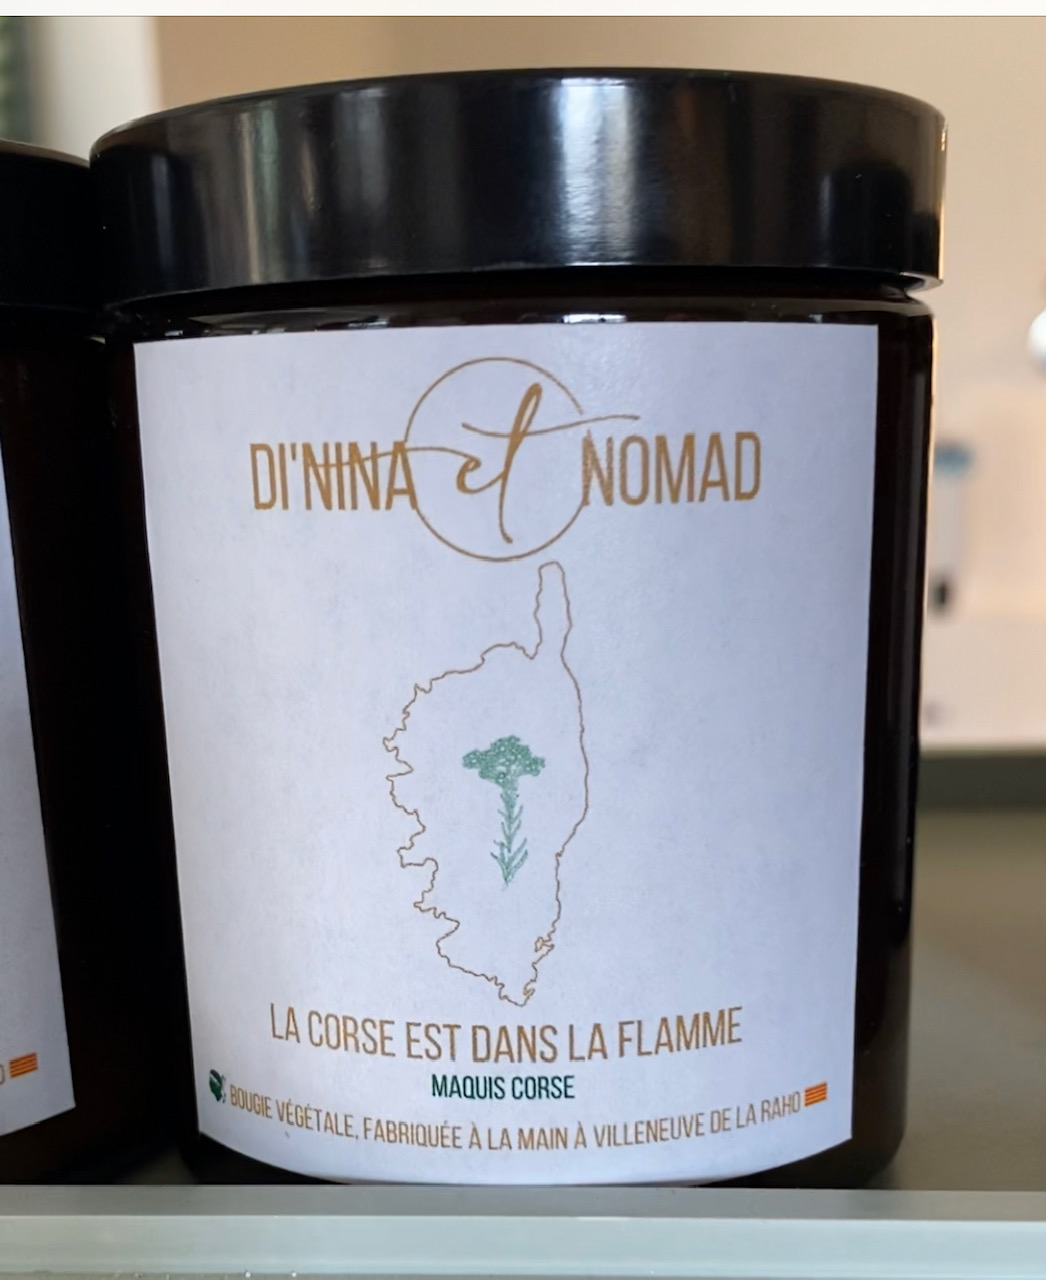 DI'NINA et NOMAD
LA CORSE EST DANS LA FLAMME
MAQUIS CORSE
BOUGIE VÉGÉTALE, FABRIQUÉE À LA MAIN À VILLENEUVE DE LA RAHO